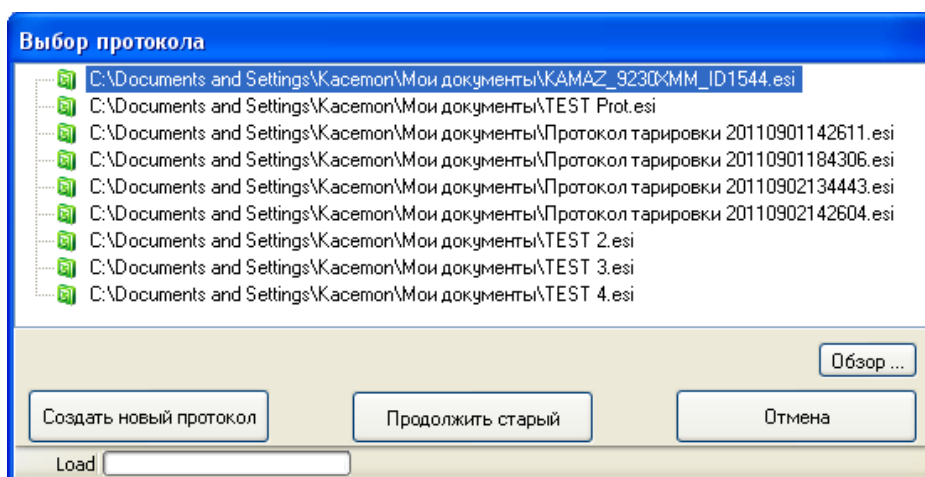 Выбор протокола
C:\Documents and Settings\Kacemon\Мои документы\KAMAZ_9230XMM_ID1544.esi
C:\Documents and Settings\Kacemon\Мои документы\TEST Prot.esi
C:\Documents and Settings\Kacemon\Мои документы\Протокол тарировки 20110901142611.esi
C:\Documents and Settings\Kacemon\Мои документы\Протокол тарировки 20110901184306.esi
C:\Documents and Settings\Kacemon\Мои документы\Протокол тарировки 20110902134443.esi
C:\Documents and Settings\Kacemon\Мои документы\Протокол тарировки 20110902142604.esi
C:\Documents and Settings\Kacemon\Мои документы\TEST 2.esi
C:\Documents and Settings\Kacemon\Мои документы\TEST 3.esi
C:\Documents and Settings\Kacemon\Мои документы\TEST 4.esi
Обзор ...
Создать новый протокол Продолжить старый Отмена
Load